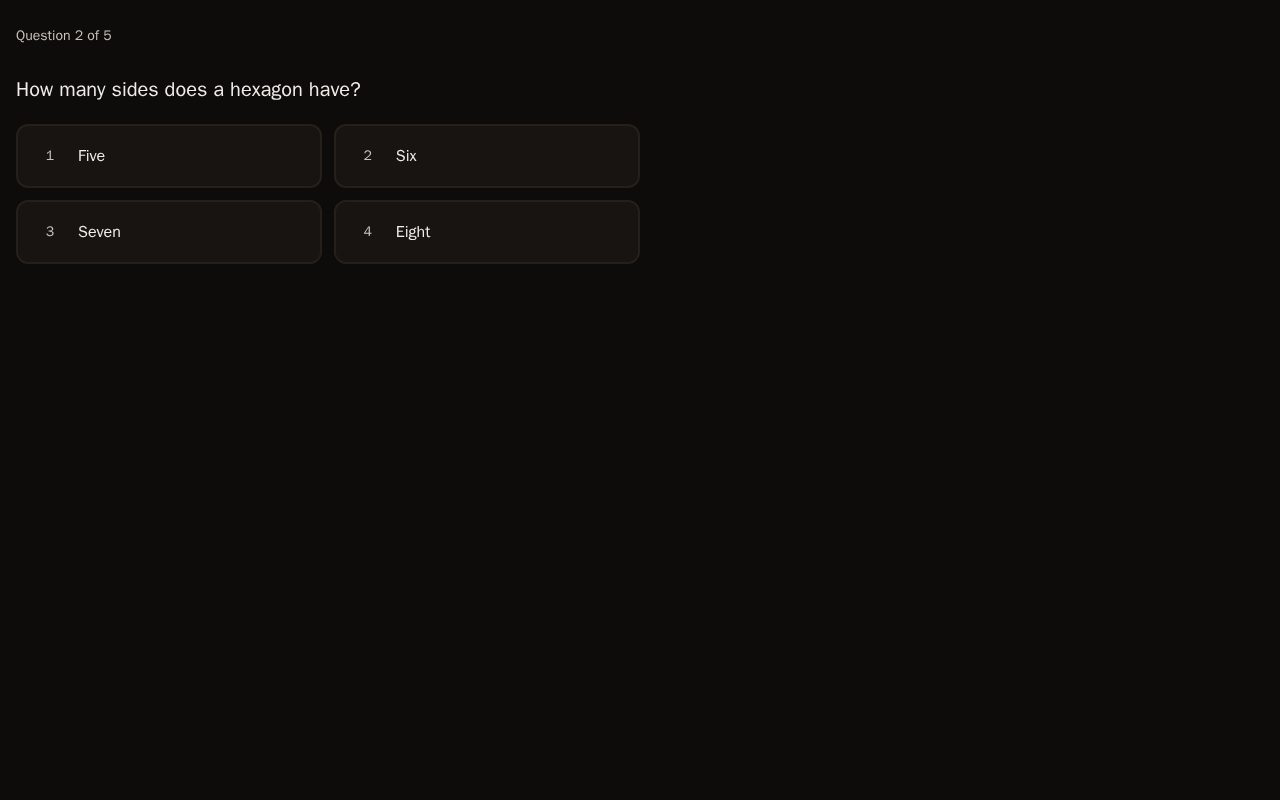 Question 2 of 5
How many sides does a hexagon have?
1 Five
2 Six
3 Seven
4 Eight